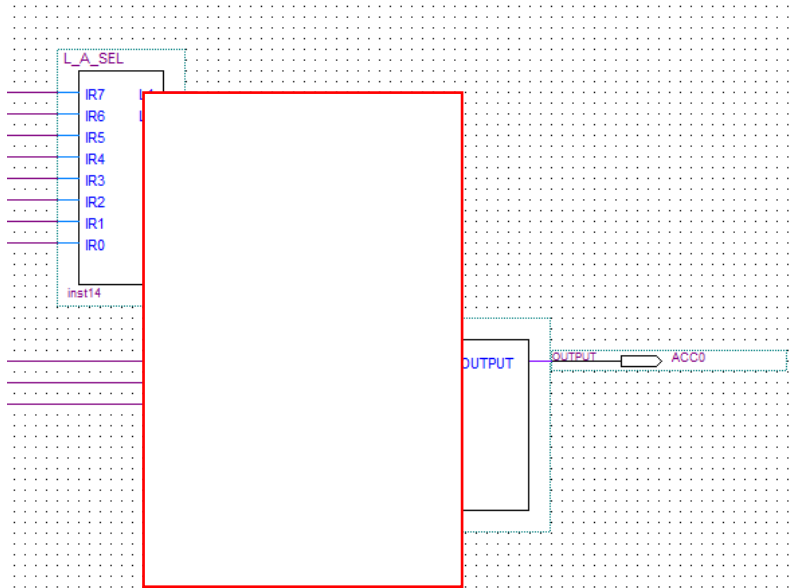 L_A_SEL
IR7
IR6
IR5
IR4
IR3
IR2
IR1
IR0
inst14
OUTPUT
OUTPUT
ACC0